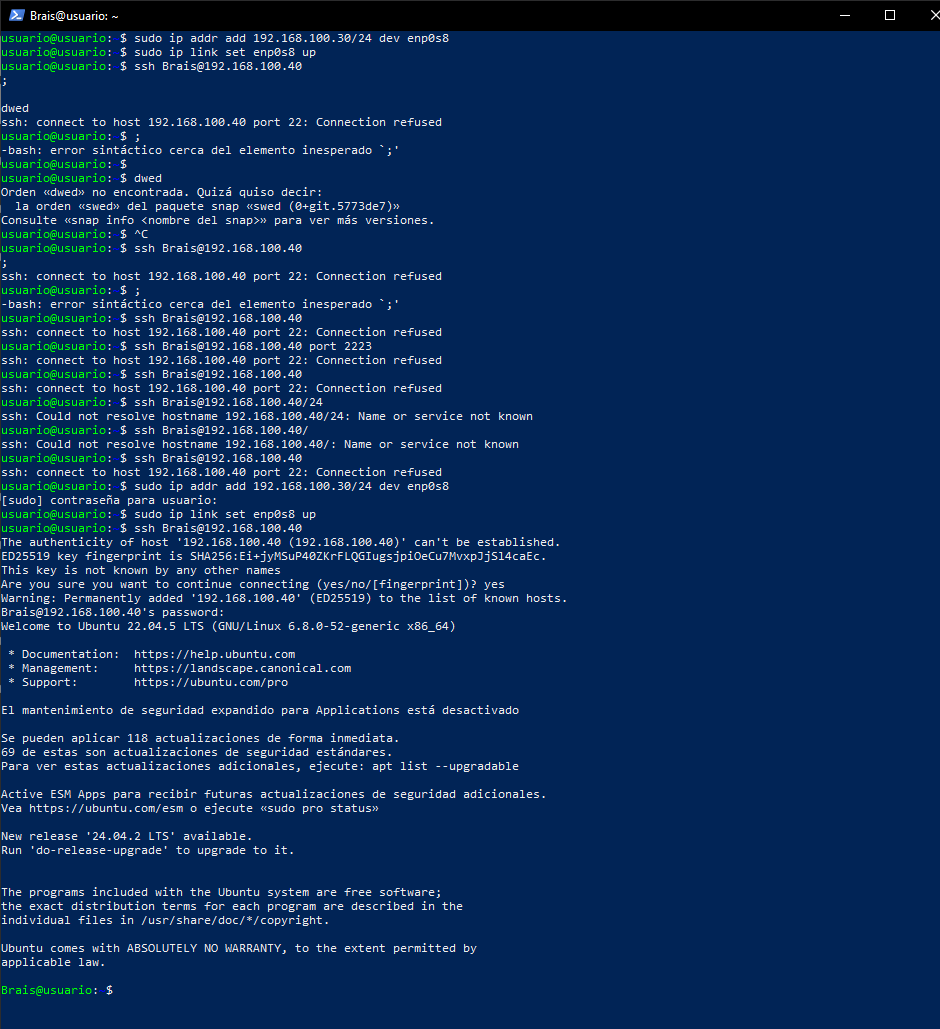 Brais@usuario: ~
usuario@usuario: $ sudo ip addr add 192.168.100.30/24 dev enp0s8
usuario@usuario: $ sudo ip link set enp0s8 up
usuario@usuario: $ ssh Brais@192.168.100.40
;
dwed
ssh: connect to host 192.168.100.40 port 22: Connection refused
usuario@usuario: $ ;
-bash: error sintáctico cerca del elemento inesperado `;'
usuario@usuario: $
usuario@usuario: $ dwed
Orden «dwed» no encontrada. Quizá quiso decir:
la orden «swed» del paquete snap «swed (0+git.5773de7)»
Consulte «snap info <nombre del snap>» para ver más versiones.
usuario@usuario: $ ^C
usuario@usuario: $ ssh Brais@192.168.100.40
;
ssh: connect to host 192.168.100.40 port 22: Connection refused
usuario@usuario: $ ;
-bash: error sintáctico cerca del elemento inesperado `;'
usuario@usuario: $ ssh Brais@192.168.100.40
ssh: connect to host 192.168.100.40 port 22: Connection refused
usuario@usuario: $ ssh Brais@192.168.100.40 port 2223
ssh: connect to host 192.168.100.40 port 22: Connection refused
usuario@usuario: $ ssh Brais@192.168.100.40
ssh: connect to host 192.168.100.40 port 22: Connection refused
usuario@usuario: $ ssh Brais@192.168.100.40/24
ssh: Could not resolve hostname 192.168.100.40/24: Name or service not known
usuario@usuario: $ ssh Brais@192.168.100.40/
ssh: Could not resolve hostname 192.168.100.40/: Name or service not known
usuario@usuario: $ ssh Brais@192.168.100.40
ssh: connect to host 192.168.100.40 port 22: Connection refused
usuario@usuario: $ sudo ip addr add 192.168.100.30/24 dev enp0s8
[sudo] contraseña para usuario:
usuario@usuario: $ sudo ip link set enp0s8 up
usuario@usuario: $ ssh Brais@192.168.100.40
The authenticity of host '192.168.100.40 (192.168.100.40)' can't be established.
ED25519 key fingerprint is SHA256:Ei+jyMSuP40ZKrFLQGIugsjpiOeCu7MvxpJjSl4caEc.
This key is not known by any other names
Are you sure you want to continue connecting (yes/no/[fingerprint])? yes
Warning: Permanently added '192.168.100.40' (ED25519) to the list of known hosts.
Brais@192.168.100.40's password:
Welcome to Ubuntu 22.04.5 LTS (GNU/Linux 6.8.0-52-generic x86_64)
* Documentation:  https://help.ubuntu.com
* Management:     https://landscape.canonical.com
* Support:        https://ubuntu.com/pro
El mantenimiento de seguridad expandido para Applications está desactivado
Se pueden aplicar 118 actualizaciones de forma inmediata.
69 de estas son actualizaciones de seguridad estándares.
Para ver estas actualizaciones adicionales, ejecute: apt list --upgradable
Active ESM Apps para recibir futuras actualizaciones de seguridad adicionales.
Vea https://ubuntu.com/esm o ejecute «sudo pro status»
New release '24.04.2 LTS' available.
Run 'do-release-upgrade' to upgrade to it.
The programs included with the Ubuntu system are free software;
the exact distribution terms for each program are described in the
individual files in /usr/share/doc/*/copyright.
Ubuntu comes with ABSOLUTELY NO WARRANTY, to the extent permitted by
applicable law.
Brais@usuario: $